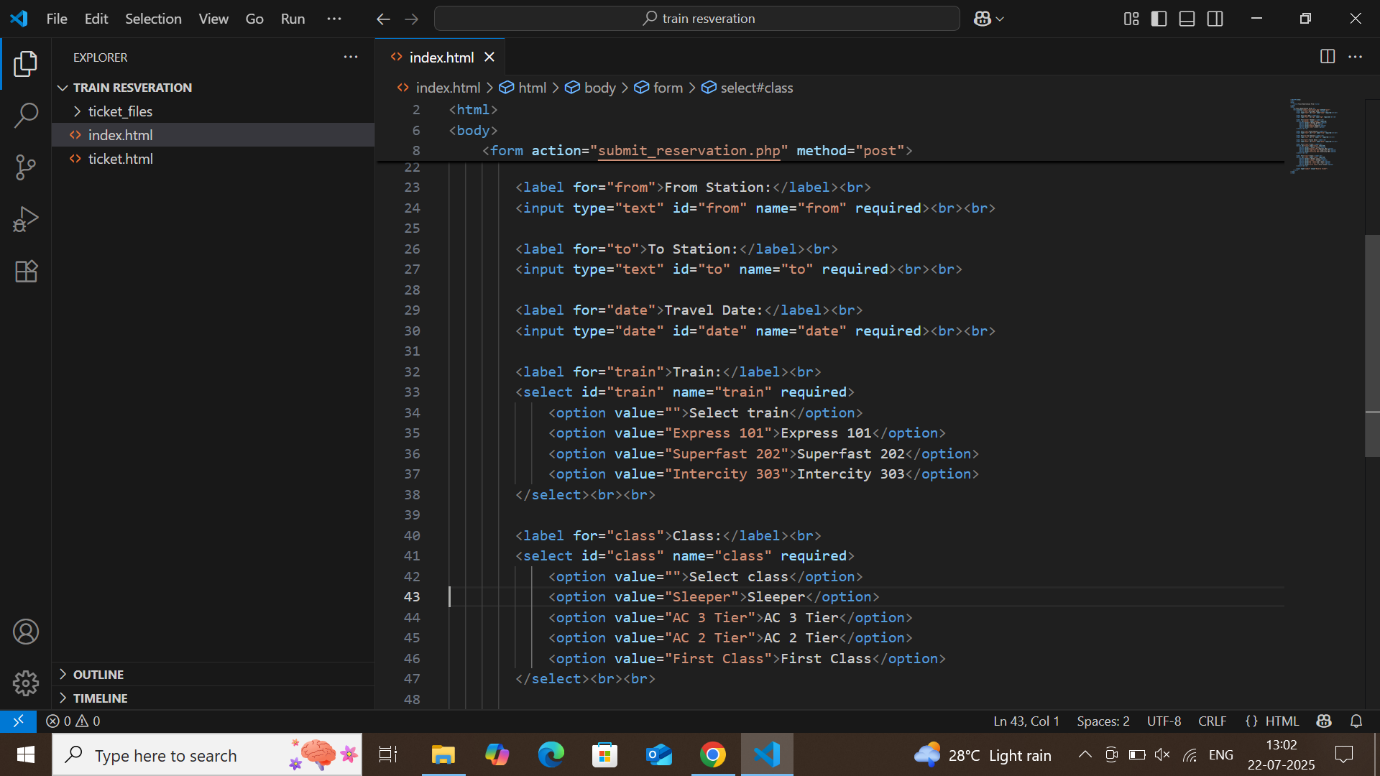 File Edit Selection View Go Run ··· train resveration
EXPLORER ···
TRAIN RESVERATION
ticket_files
index.html
ticket.html
OUTLINE
TIMELINE
index.html
index.html > html > body > form > select#class
2 <html>
6 <body>
8 <form action="submit_reservation.php" method="post">
22
23 <label for="from">From Station:</label><br>
24 <input type="text" id="from" name="from" required><br><br>
25
26 <label for="to">To Station:</label><br>
27 <input type="text" id="to" name="to" required><br><br>
28
29 <label for="date">Travel Date:</label><br>
30 <input type="date" id="date" name="date" required><br><br>
31
32 <label for="train">Train:</label><br>
33 <select id="train" name="train" required>
34 <option value="">Select train</option>
35 <option value="Express 101">Express 101</option>
36 <option value="Superfast 202">Superfast 202</option>
37 <option value="Intercity 303">Intercity 303</option>
38 </select><br><br>
39
40 <label for="class">Class:</label><br>
41 <select id="class" name="class" required>
42 <option value="">Select class</option>
43 <option value="Sleeper">Sleeper</option>
44 <option value="AC 3 Tier">AC 3 Tier</option>
45 <option value="AC 2 Tier">AC 2 Tier</option>
46 <option value="First Class">First Class</option>
47 </select><br><br>
48
0 0 Ln 43, Col 1 Spaces: 2 UTF-8 CRLF {} HTML
Type here to search 28°C Light rain ENG 13:02
22-07-2025